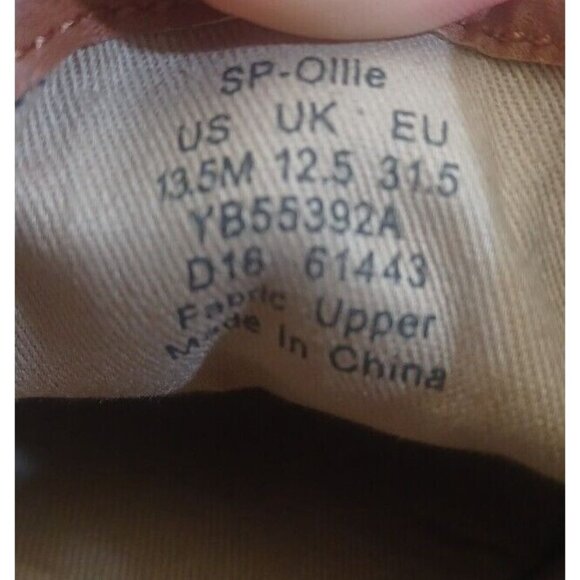 SP-Ollie
US UK EU
13.5M 12.5 31.5
YB55392A
D16 61443
Fabric Upper
Made In China